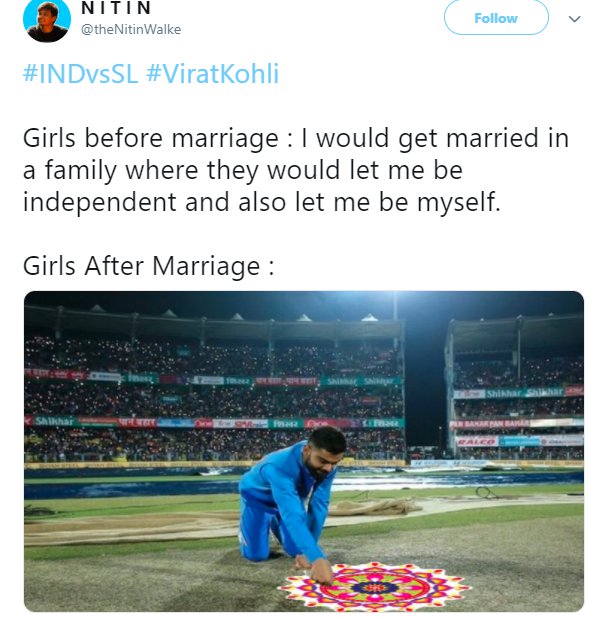 N I T I N
@theNitinWalke
Follow
#INDvsSL #ViratKohli
Girls before marriage : I would get married in
a family where they would let me be
independent and also let me be myself.
Girls After Marriage :
Shikhar Shikhar
Shikhar Shikhar
Shikhar
PAN BAHAR PAN BAHAR
RALCO